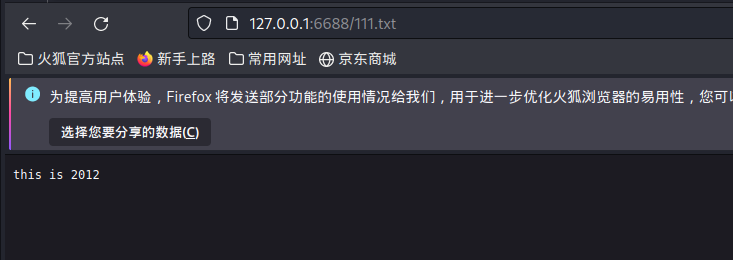 127.0.0.1:6688/111.txt
火狐官方站点 新手上路 常用网址 京东商城
为提高用户体验，Firefox 将发送部分功能的使用情况给我们，用于进一步优化火狐浏览器的易用性，您可以
选择您要分享的数据(C)
this is 2012